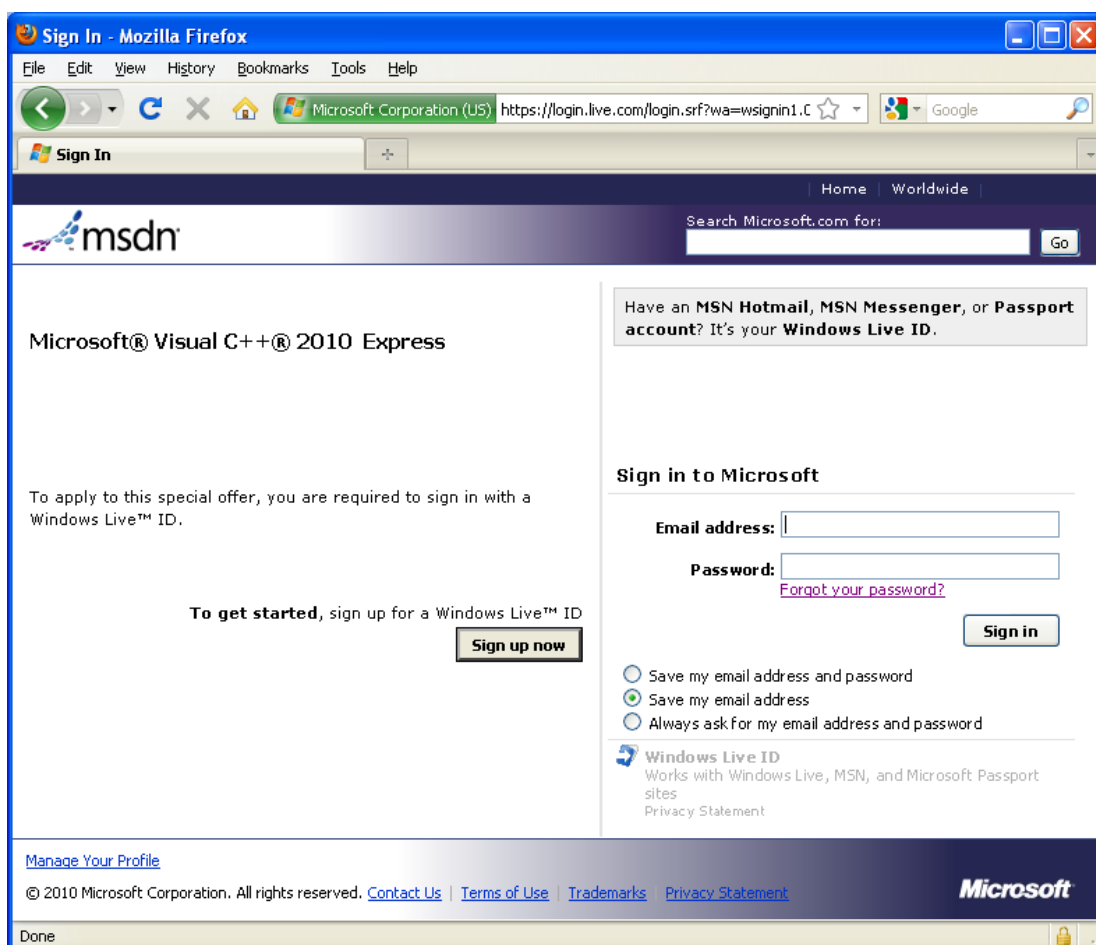 Sign In - Mozilla Firefox
File Edit View History Bookmarks Tools Help
Microsoft Corporation (US) https://login.live.com/login.srf?wa=wsignin1.0 Google
Sign In
Home | Worldwide |
msdn
Search Microsoft.com for:
Go
Microsoft® Visual C++® 2010 Express
To apply to this special offer, you are required to sign in with a
Windows Live™ ID.
To get started, sign up for a Windows Live™ ID
Sign up now
Have an MSN Hotmail, MSN Messenger, or Passport
account? It's your Windows Live ID.
Sign in to Microsoft
Email address:
Password:
Forgot your password?
Sign in
Save my email address and password
Save my email address
Always ask for my email address and password
Windows Live ID
Works with Windows Live, MSN, and Microsoft Passport
sites
Privacy Statement
Manage Your Profile
© 2010 Microsoft Corporation. All rights reserved. Contact Us | Terms of Use | Trademarks | Privacy Statement
Microsoft
Done